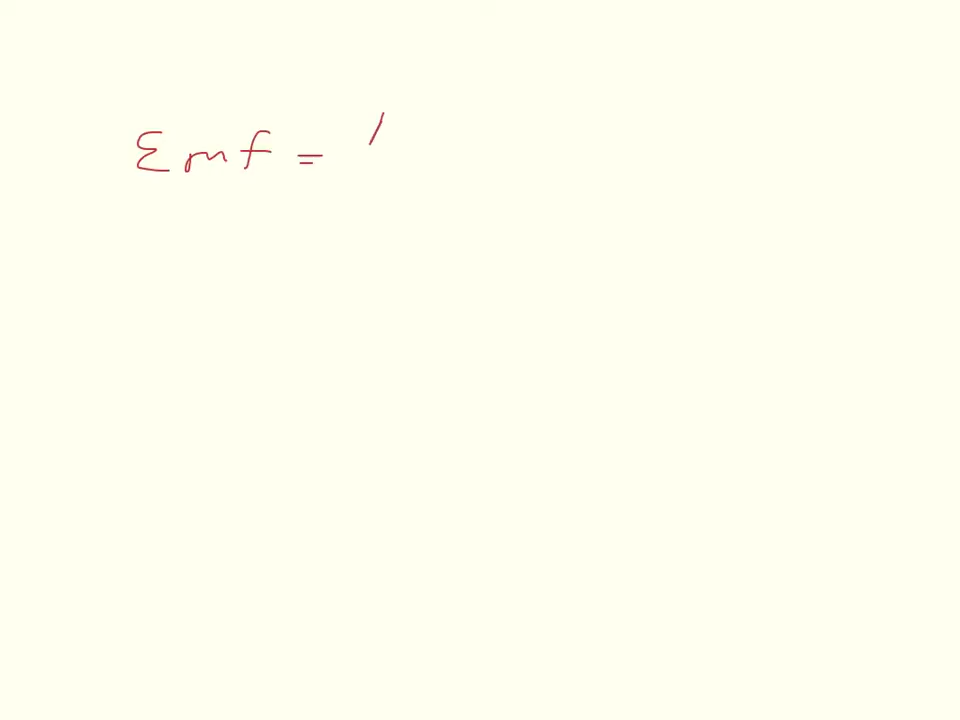 Emf =